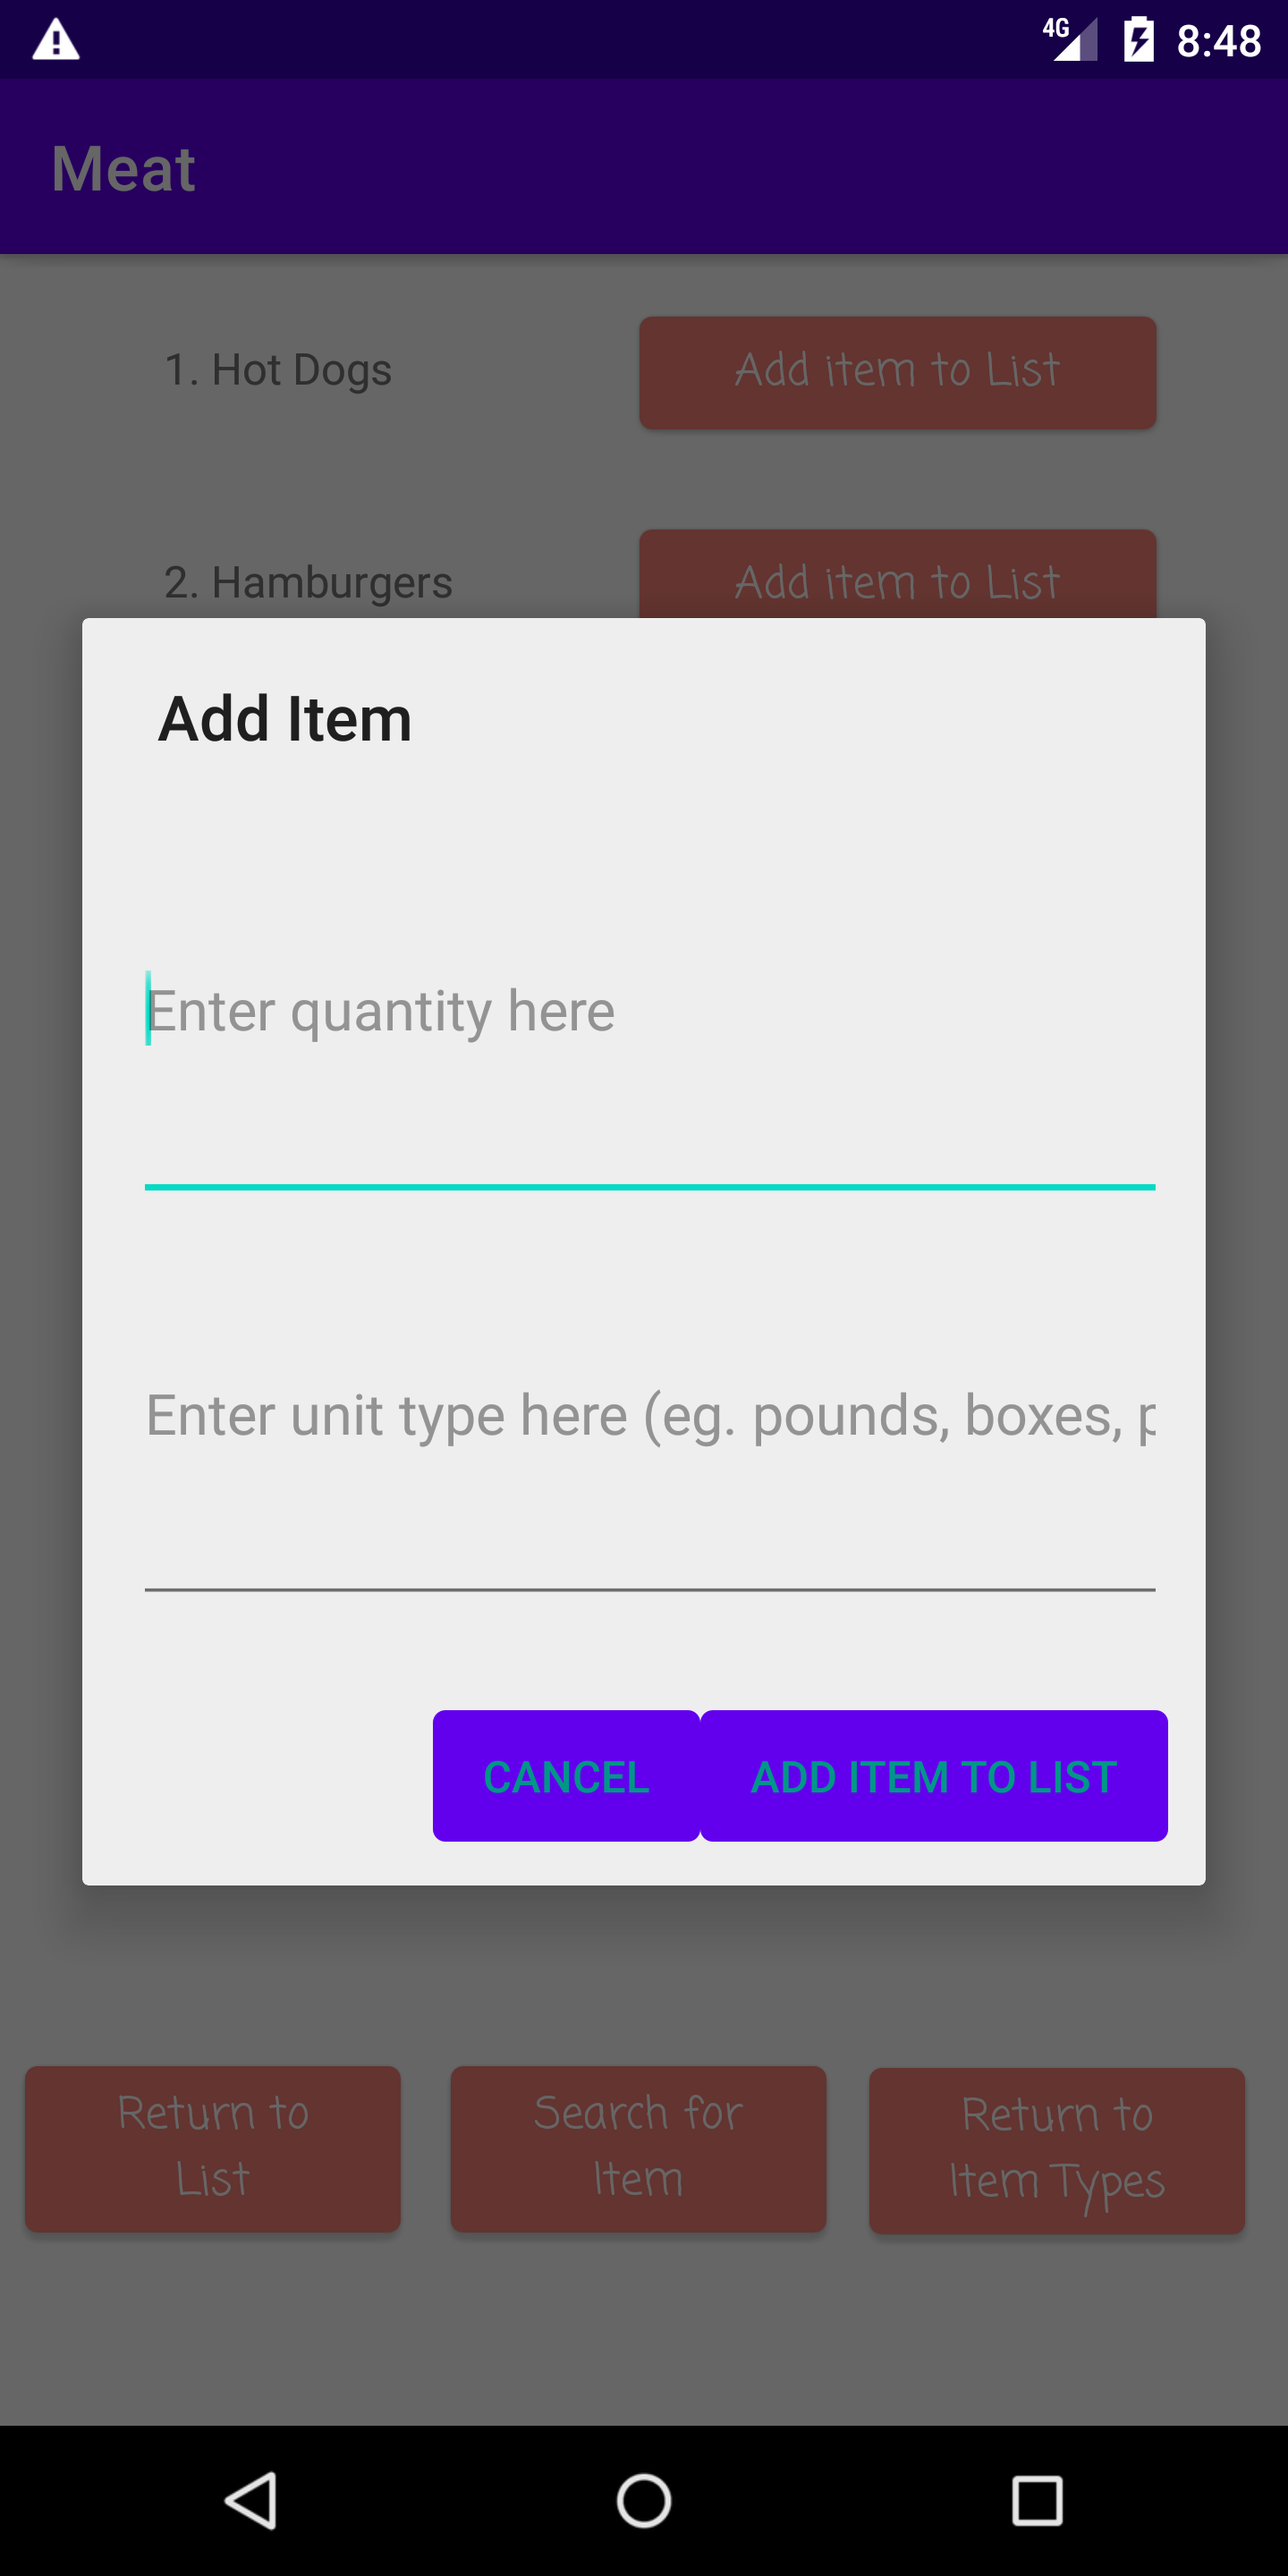 4G 8:48
Meat
1. Hot Dogs Add item to List
2. Hamburgers Add item to List
Add Item
Enter quantity here
Enter unit type here (eg. pounds, boxes, p
CANCEL ADD ITEM TO LIST
Return to
List
Search for
Item
Return to
Item Types